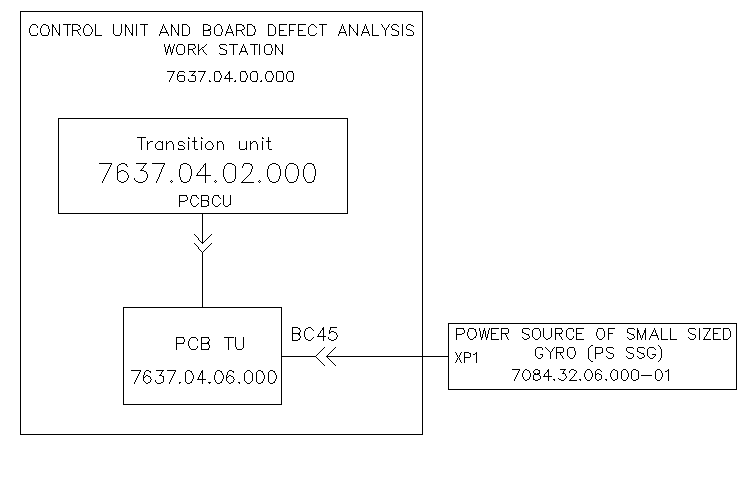 CONTROL UNIT AND BOARD DEFECT ANALYSIS
WORK STATION
7637.04.00.000
Transition unit
7637.04.02.000
PCBCU
PCB TU
7637.04.06.000
BC45
POWER SOURCE OF SMALL SIZED
GYRO (PS SSG)
XP1
7084.32.06.000-01